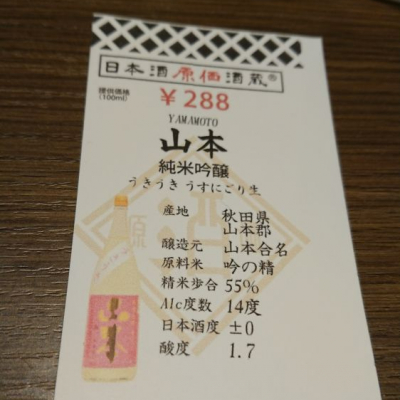 日本酒原価酒蔵®
提供価格
(100ml)
¥288
YAMAMOTO
山本
純米吟醸
うきうき うすにごり生
産地 秋田県
山本郡
醸造元 山本合名
原料米 吟の精
精米歩合 55%
Alc度数 14度
日本酒度 ±0
酸度 1.7